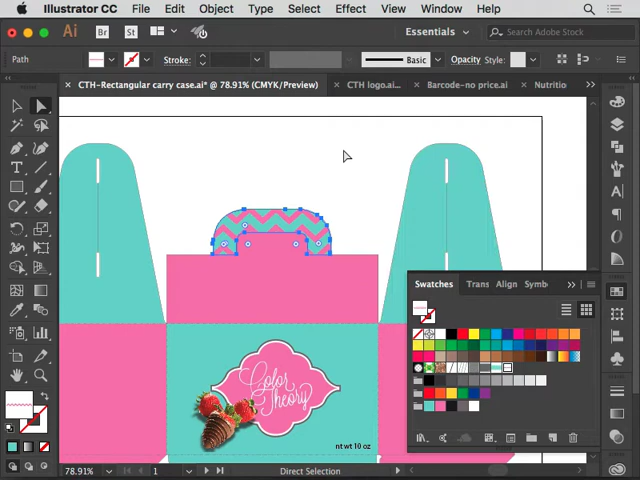 Illustrator CC File Edit Object Type Select Effect View Window Help
Ai Br St Essentials Search Adobe Stock
Path Stroke: Basic Opacity Style:
CTH-Rectangular carry case.ai* @ 78.91% (CMYK/Preview) CTH logo.ai... Barcode-no price.ai Nutritio
Swatches Trans Align Symb
Color
Theory
nt wt 10 oz
78.91% 1 Direct Selection